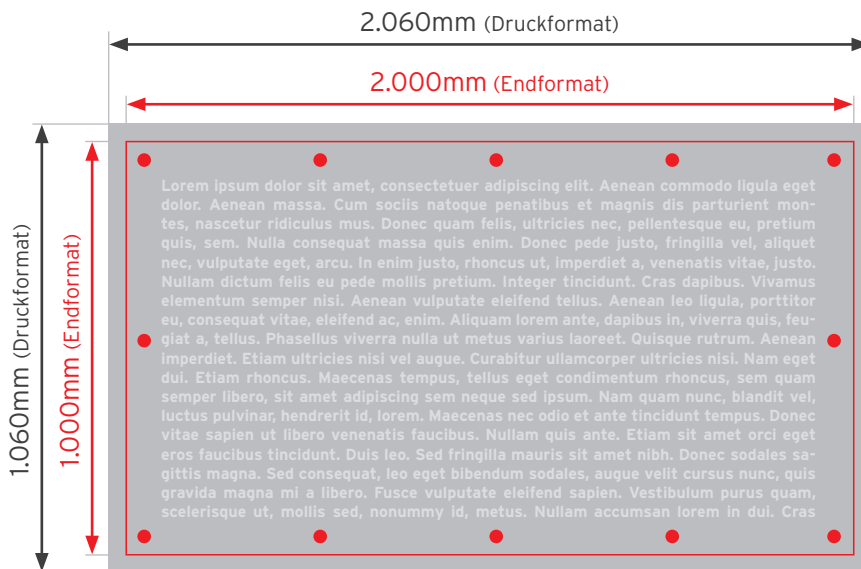 2.060mm (Druckformat)
2.000mm (Endformat)
1.060mm (Druckformat)
1.000mm (Endformat)
Lorem ipsum dolor sit amet, consectetuer adipiscing elit. Aenean commodo ligula eget
dolor. Aenean massa. Cum sociis natoque penatibus et magnis dis parturient mon-
tes, nascetur ridiculus mus. Donec quam felis, ultricies nec, pellentesque eu, pretium
quis, sem. Nulla consequat massa quis enim. Donec pede justo, fringilla vel, aliquet
nec, vulputate eget, arcu. In enim justo, rhoncus ut, imperdiet a, venenatis vitae, justo.
Nullam dictum felis eu pede mollis pretium. Integer tincidunt. Cras dapibus. Vivamus
elementum semper nisi. Aenean vulputate eleifend tellus. Aenean leo ligula, porttitor
eu, consequat vitae, eleifend ac, enim. Aliquam lorem ante, dapibus in, viverra quis, feu-
giat a, tellus. Phasellus viverra nulla ut metus varius laoreet. Quisque rutrum. Aenean
imperdiet. Etiam ultricies nisi vel augue. Curabitur ullamcorper ultricies nisi. Nam eget
dui. Etiam rhoncus. Maecenas tempus, tellus eget condimentum rhoncus, sem quam
semper libero, sit amet adipiscing sem neque sed ipsum. Nam quam nunc, blandit vel,
luctus pulvinar, hendrerit id, lorem. Maecenas nec odio et ante tincidunt tempus. Donec
vitae sapien ut libero venenatis faucibus. Nullam quis ante. Etiam sit amet orci eget
eros faucibus tincidunt. Duis leo. Sed fringilla mauris sit amet nibh. Donec sodales sa-
gittis magna. Sed consequat, leo eget bibendum sodales, augue velit cursus nunc, quis
gravida magna mi a libero. Fusce vulputate eleifend sapien. Vestibulum purus quam,
scelerisque ut, mollis sed, nonummy id, metus. Nullam accumsan lorem in dui. Cras